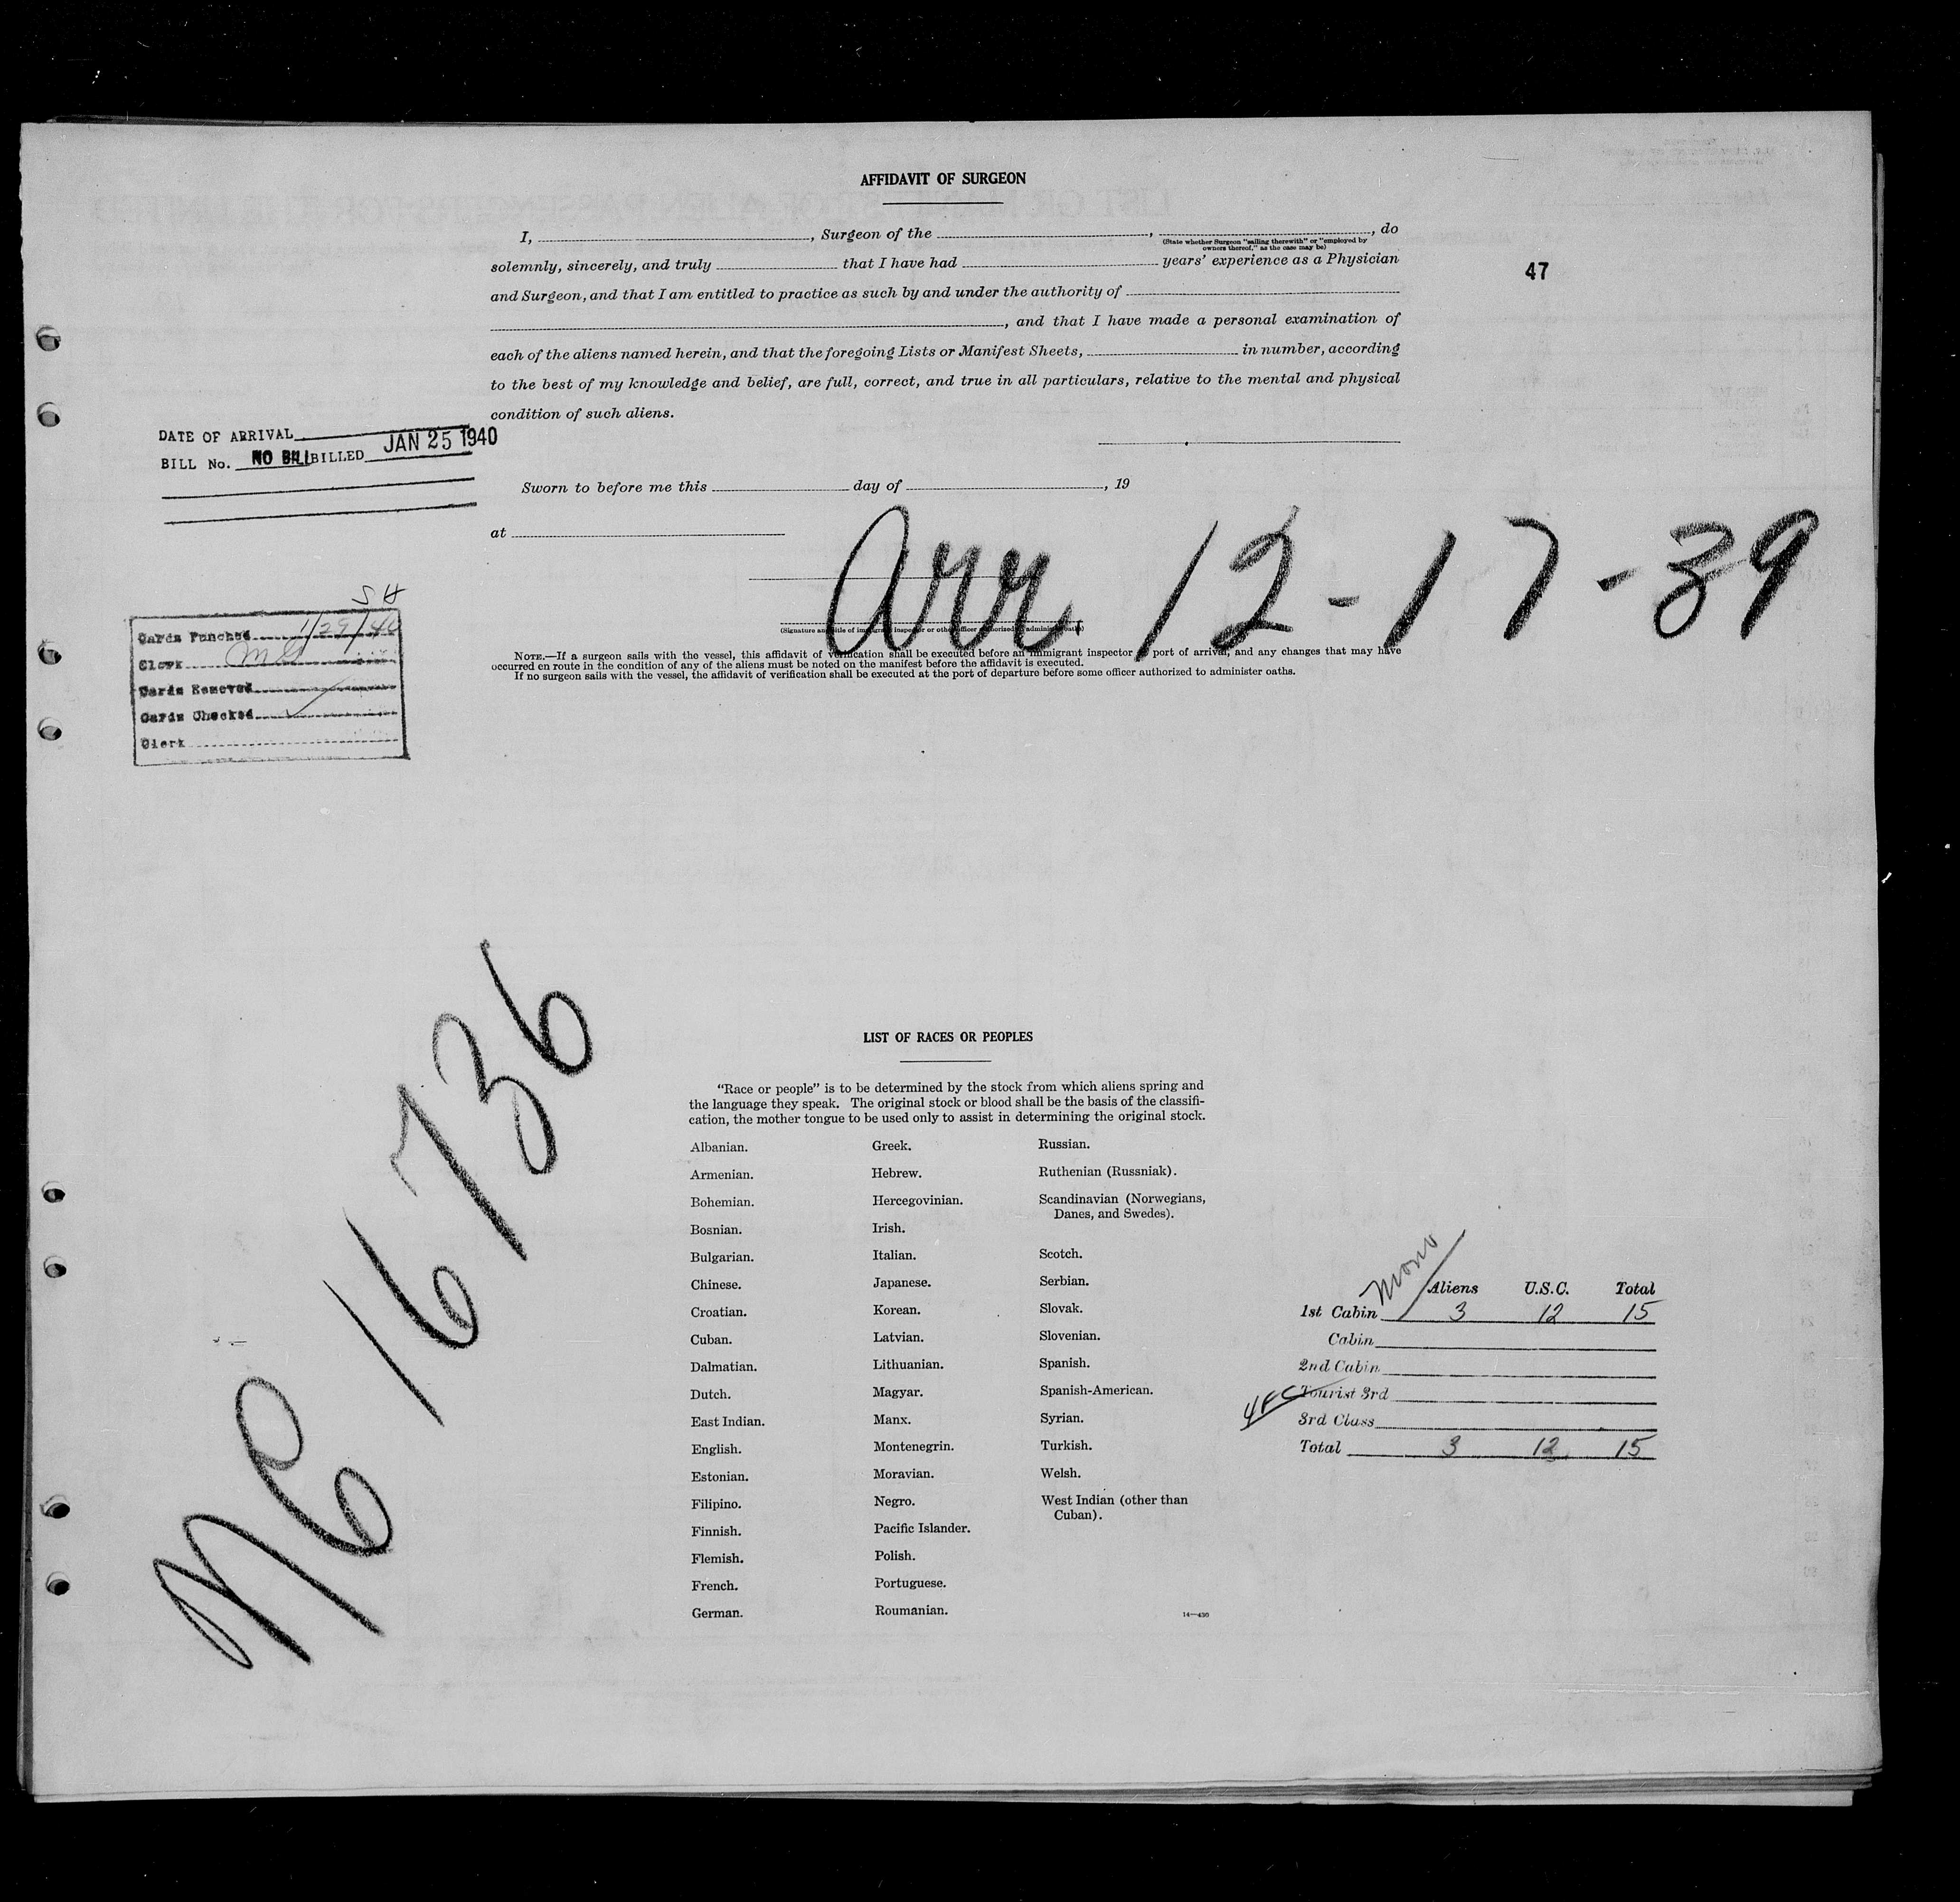 AFFIDAVIT OF SURGEON
I, , Surgeon of the , , do
(State whether Surgeon "sailing therewith" or "employed by
owners thereof," as the case may be)
solemnly, sincerely, and truly that I have had years' experience as a Physician
47
and Surgeon, and that I am entitled to practice as such by and under the authority of
, and that I have made a personal examination of
each of the aliens named herein, and that the foregoing Lists or Manifest Sheets, in number, according
to the best of my knowledge and belief, are full, correct, and true in all particulars, relative to the mental and physical
condition of such aliens.
DATE OF ARRIVAL
BILL No. NO BILL BILLED JAN 25 1940
Sworn to before me this day of , 19
at
Arr 12-17-39
(Signature and title of immigrant inspector or other officer authorized to administer oaths)
NOTE.—If a surgeon sails with the vessel, this affidavit of verification shall be executed before an immigrant inspector port of arrival, and any changes that may have
occurred en route in the condition of any of the aliens must be noted on the manifest before the affidavit is executed.
If no surgeon sails with the vessel, the affidavit of verification shall be executed at the port of departure before some officer authorized to administer oaths.
S H
Cards Punched 1/29/40
Clerk
Cards Removed
Cards Checked
Clerk
16736
LIST OF RACES OR PEOPLES
"Race or people" is to be determined by the stock from which aliens spring and
the language they speak. The original stock or blood shall be the basis of the classifi-
cation, the mother tongue to be used only to assist in determining the original stock.
Albanian.
Armenian.
Bohemian.
Bosnian.
Bulgarian.
Chinese.
Croatian.
Cuban.
Dalmatian.
Dutch.
East Indian.
English.
Estonian.
Filipino.
Finnish.
Flemish.
French.
German.
Greek.
Hebrew.
Hercegovinian.
Irish.
Italian.
Japanese.
Korean.
Latvian.
Lithuanian.
Magyar.
Manx.
Montenegrin.
Moravian.
Negro.
Pacific Islander.
Polish.
Portuguese.
Roumanian.
Russian.
Ruthenian (Russniak).
Scandinavian (Norwegians,
Danes, and Swedes).
Scotch.
Serbian.
Slovak.
Slovenian.
Spanish.
Spanish-American.
Syrian.
Turkish.
Welsh.
West Indian (other than
Cuban).
14—430
Mono
Aliens U.S.C. Total
1st Cabin 3 12 15
Cabin
2nd Cabin
Tourist 3rd
3rd Class
Total 3 12 15